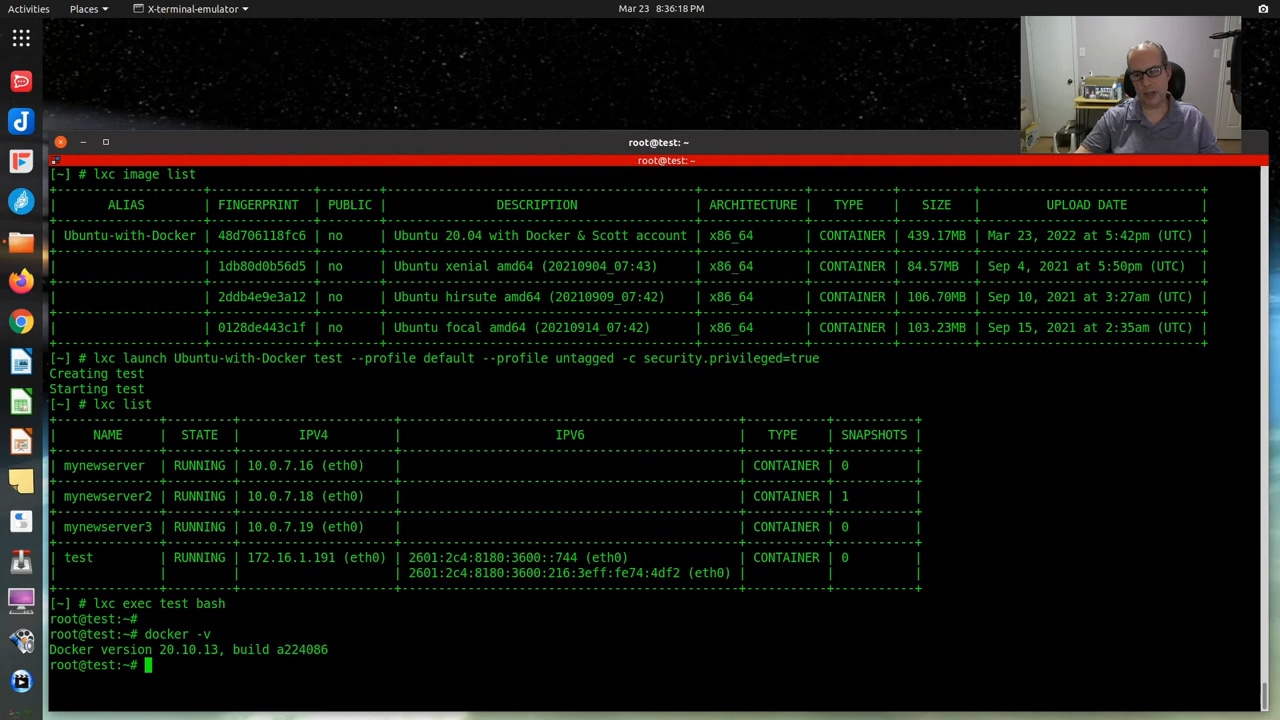 Activities Places X-terminal-emulator Mar 23 8:36:18 PM
root@test: ~
root@test: ~
[~] # lxc image list
+-----------------------+--------------+--------+----------------------------------------+--------------+-----------+----------+------------------------------+
| ALIAS | FINGERPRINT | PUBLIC | DESCRIPTION | ARCHITECTURE | TYPE | SIZE | UPLOAD DATE |
| Ubuntu-with-Docker | 48d706118fc6 | no | Ubuntu 20.04 with Docker & Scott account | x86_64 | CONTAINER | 439.17MB | Mar 23, 2022 at 5:42pm (UTC) |
| | 1db80d0b56d5 | no | Ubuntu xenial amd64 (20210904_07:43) | x86_64 | CONTAINER | 84.57MB | Sep 4, 2021 at 5:50pm (UTC) |
| | 2ddb4e9e3a12 | no | Ubuntu hirsute amd64 (20210909_07:42) | x86_64 | CONTAINER | 106.70MB | Sep 10, 2021 at 3:27am (UTC) |
| | 0128de443c1f | no | Ubuntu focal amd64 (20210914_07:42) | x86_64 | CONTAINER | 103.23MB | Sep 15, 2021 at 2:35am (UTC) |
[~] # lxc launch Ubuntu-with-Docker test --profile default --profile untagged -c security.privileged=true
Creating test
Starting test
[~] # lxc list
| NAME | STATE | IPV4 | IPV6 | TYPE | SNAPSHOTS |
| mynewserver | RUNNING | 10.0.7.16 (eth0) | | CONTAINER | 0 |
| mynewserver2 | RUNNING | 10.0.7.18 (eth0) | | CONTAINER | 1 |
| mynewserver3 | RUNNING | 10.0.7.19 (eth0) | | CONTAINER | 0 |
| test | RUNNING | 172.16.1.191 (eth0) | 2601:2c4:8180:3600::744 (eth0) | CONTAINER | 0 |
| | | | 2601:2c4:8180:3600:216:3eff:fe74:4df2 (eth0) | | |
[~] # lxc exec test bash
root@test:~#
root@test:~# docker -v
Docker version 20.10.13, build a224086
root@test:~#